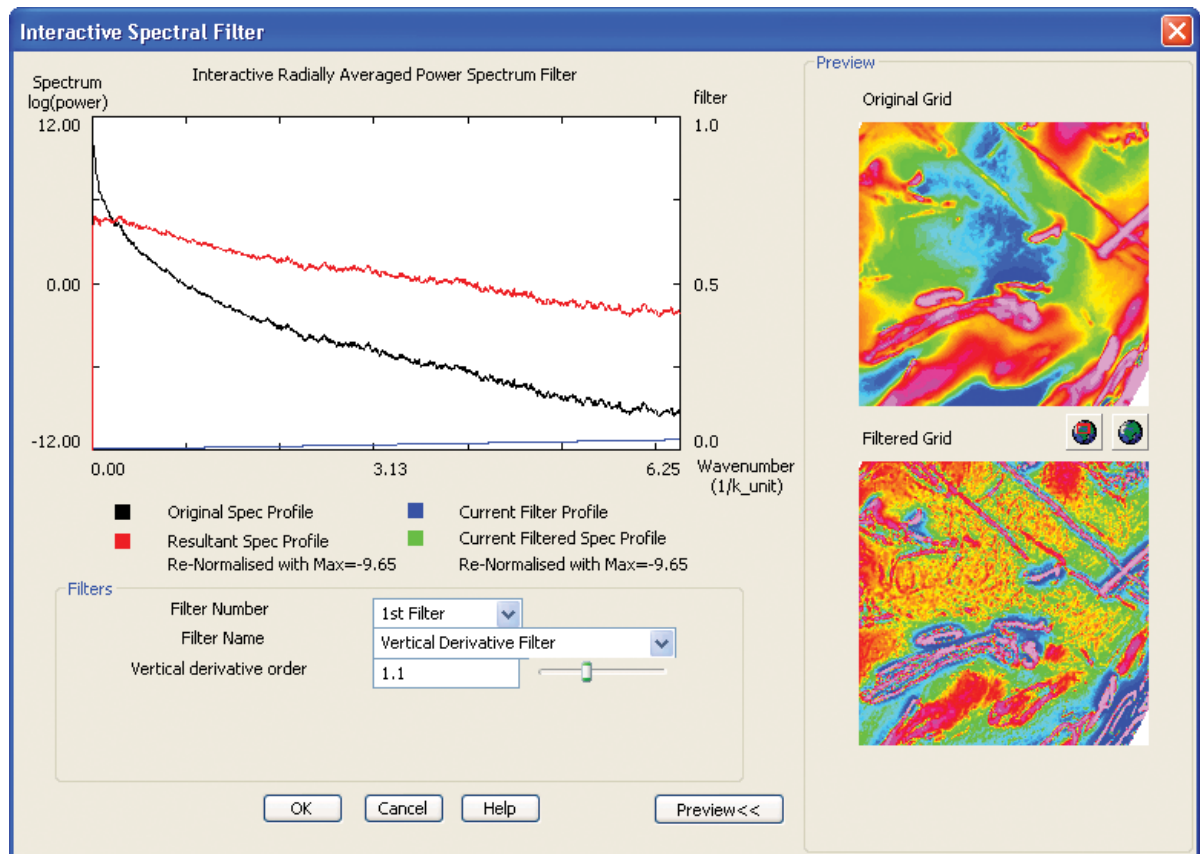 Interactive Spectral Filter
Spectrum
log(power)
Interactive Radially Averaged Power Spectrum Filter
filter
12.00
1.0
0.00
0.5
-12.00
0.0
0.00
3.13
6.25
Wavenumber
(1/k_unit)
Original Spec Profile
Current Filter Profile
Resultant Spec Profile
Current Filtered Spec Profile
Re-Normalised with Max=-9.65
Re-Normalised with Max=-9.65
Filters
Filter Number
1st Filter
Filter Name
Vertical Derivative Filter
Vertical derivative order
1.1
OK
Cancel
Help
Preview<<
Preview
Original Grid
Filtered Grid